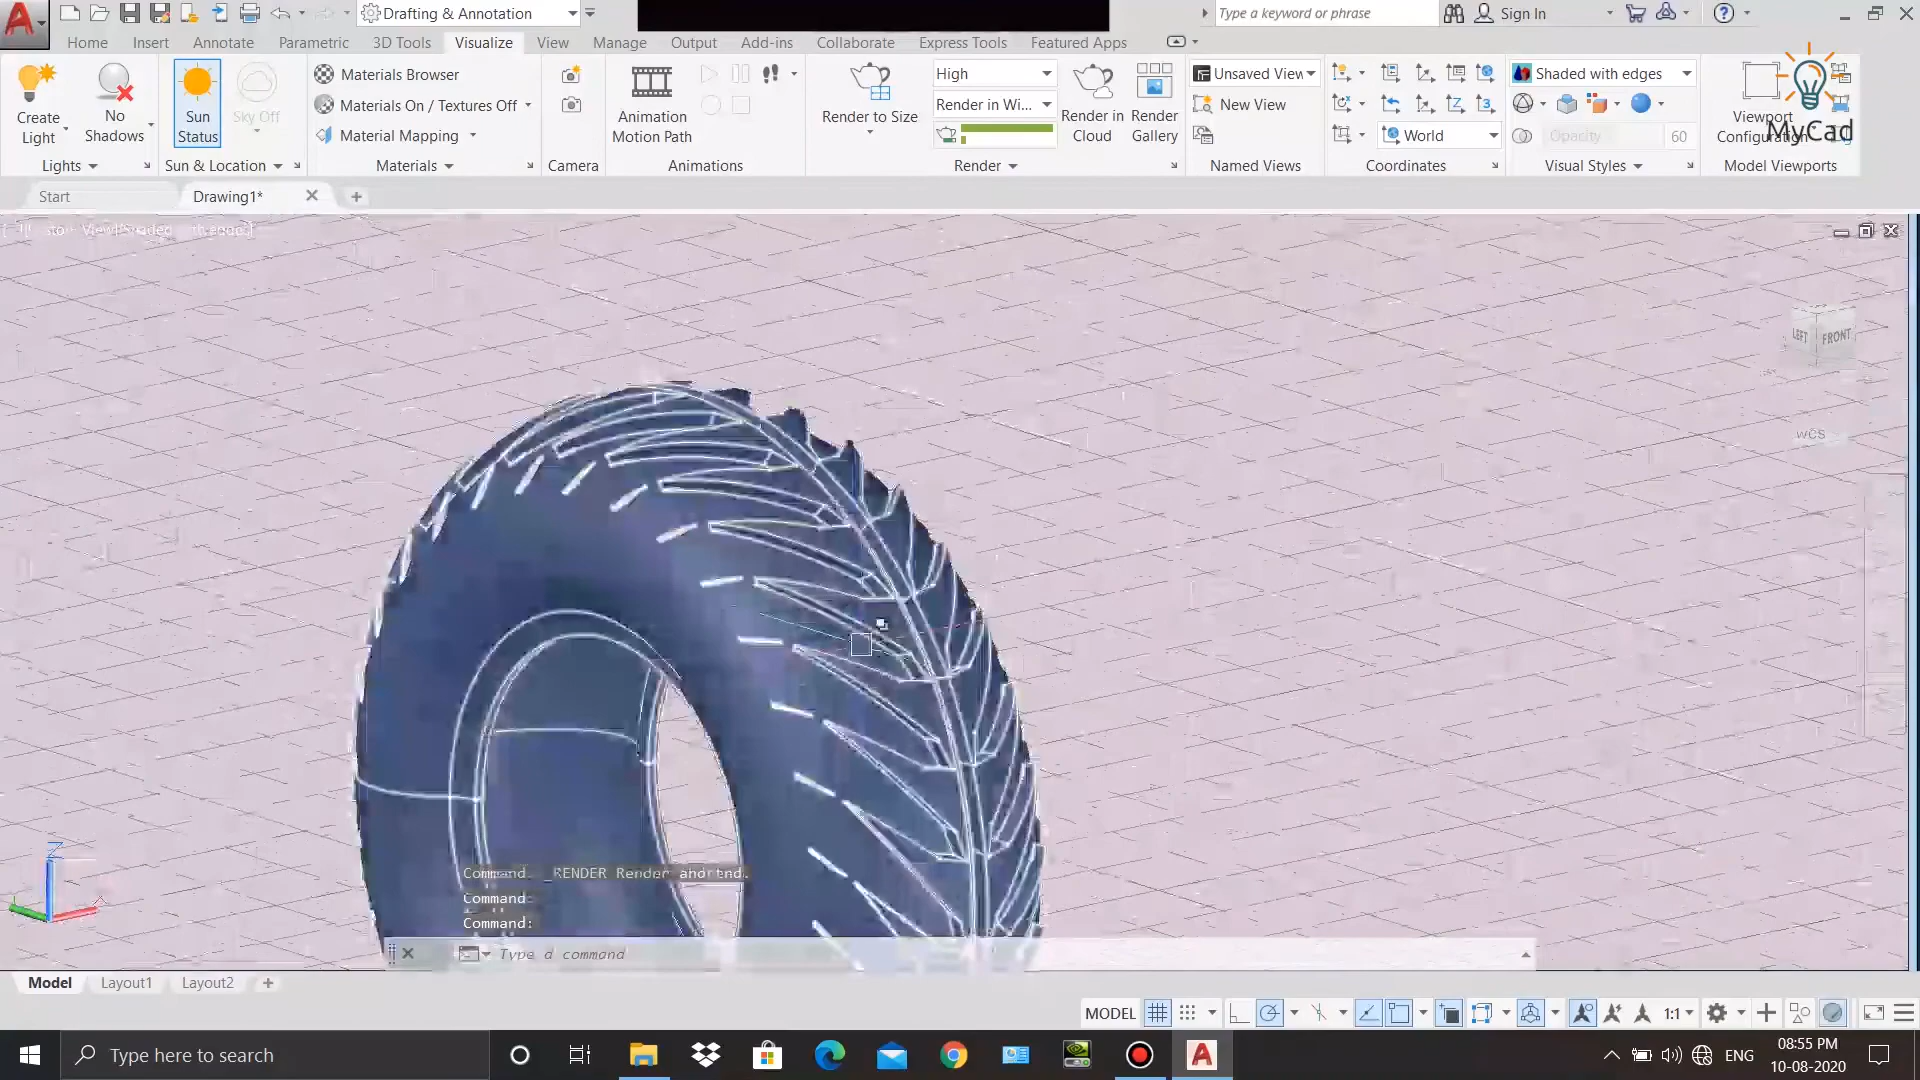 Drafting & Annotation
Type a keyword or phrase
Sign In
Home Insert Annotate Parametric 3D Tools Visualize View Manage Output Add-ins Collaborate Express Tools Featured Apps
Create Light
No Shadows
Sun Status
Sky Off
Materials Browser
Materials On / Textures Off
Material Mapping
Animation Motion Path
Render to Size
High
Render in Wi...
Render in Cloud
Render Gallery
Unsaved View
New View
World
Shaded with edges
Opacity 60
Viewport Configuration
MyCad
Lights Sun & Location Materials Camera Animations Render Named Views Coordinates Visual Styles Model Viewports
Start Drawing1*
LEFT FRONT
WCS
Z
X
Command: _RENDER Render
Command:
Command:
Type a command
Model Layout1 Layout2
MODEL 1:1
Type here to search
ENG
08:55 PM
10-08-2020